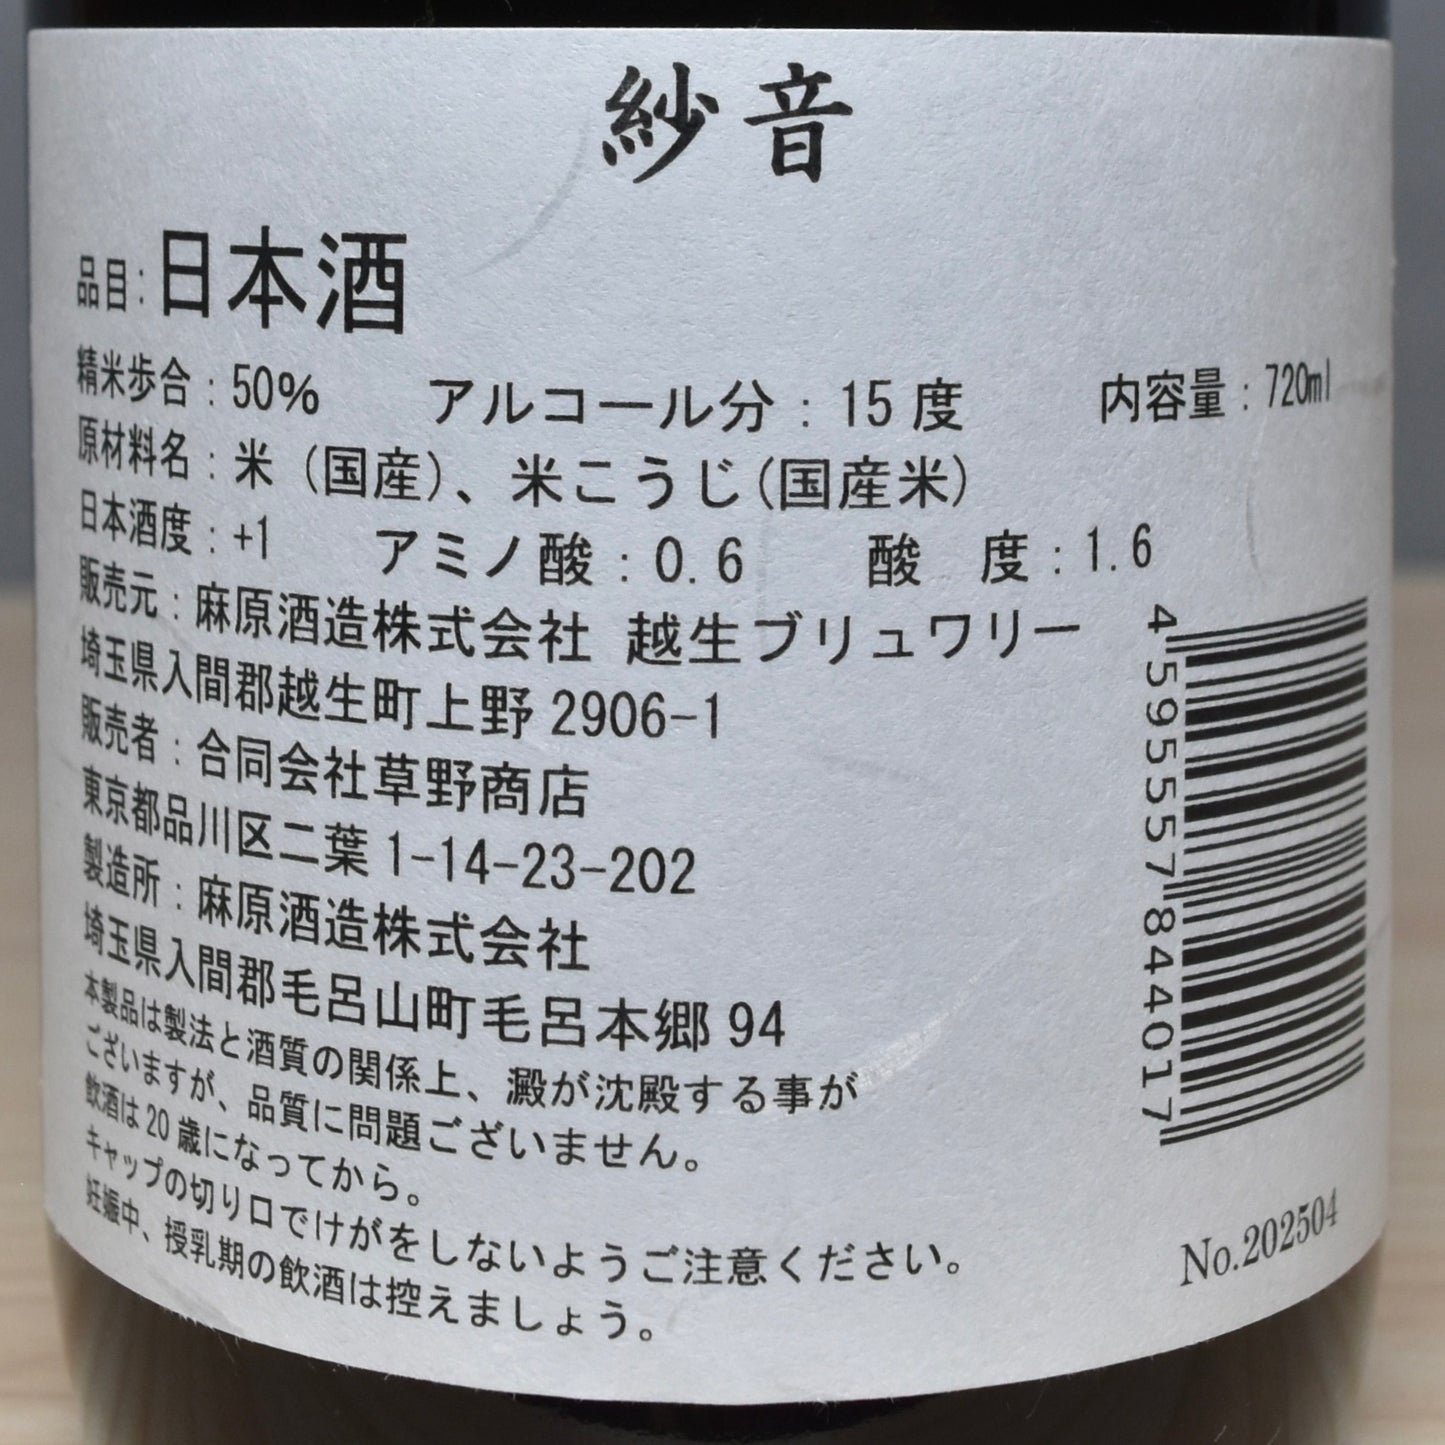 紗音
品目:日本酒
精米歩合:50% アルコール分:15度 内容量:720ml
原材料名:米(国産)、米こうじ(国産米)
日本酒度:+1 アミノ酸:0.6 酸 度:1.6
販売元:麻原酒造株式会社 越生ブリュワリー
埼玉県入間郡越生町上野2906-1
販売者:合同会社草野商店
東京都品川区二葉1-14-23-202
製造所:麻原酒造株式会社
埼玉県入間郡毛呂山町毛呂本郷94
本製品は製法と酒質の関係上、澱が沈殿する事が
ございますが、品質に問題ございません。
飲酒は20歳になってから。
キャップの切り口でけがをしないようご注意ください。
妊娠中、授乳期の飲酒は控えましょう。
4595557844017
No.202504